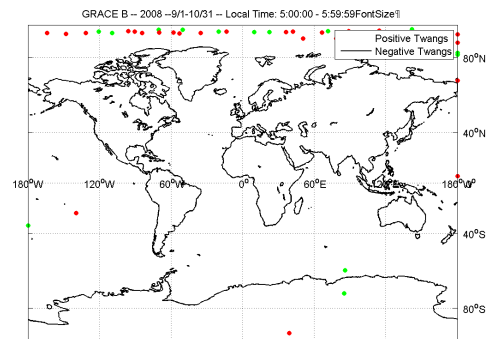 GRACE B -- 2008 --9/1-10/31 -- Local Time: 5:00:00 - 5:59:59FontSize¶
Positive Twangs
Negative Twangs
80°N
40°N
180°W 120°W 60°W 0° 60°E 120°E 180°W
40°S
80°S